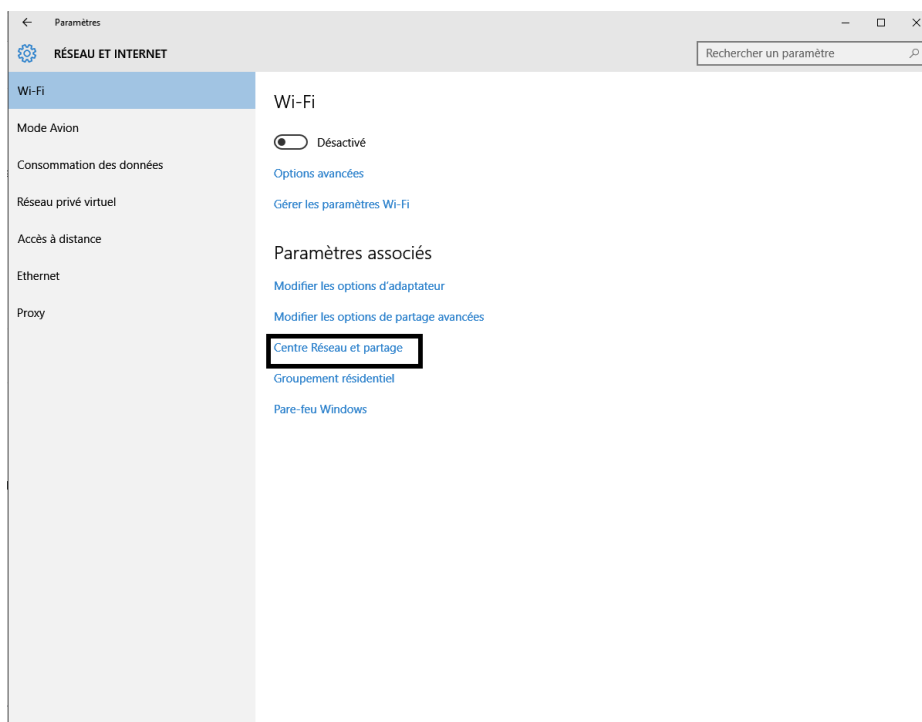 Paramètres
RÉSEAU ET INTERNET
Rechercher un paramètre
Wi-Fi
Mode Avion
Consommation des données
Réseau privé virtuel
Accès à distance
Ethernet
Proxy
Wi-Fi
Désactivé
Options avancées
Gérer les paramètres Wi-Fi
Paramètres associés
Modifier les options d'adaptateur
Modifier les options de partage avancées
Centre Réseau et partage
Groupement résidentiel
Pare-feu Windows